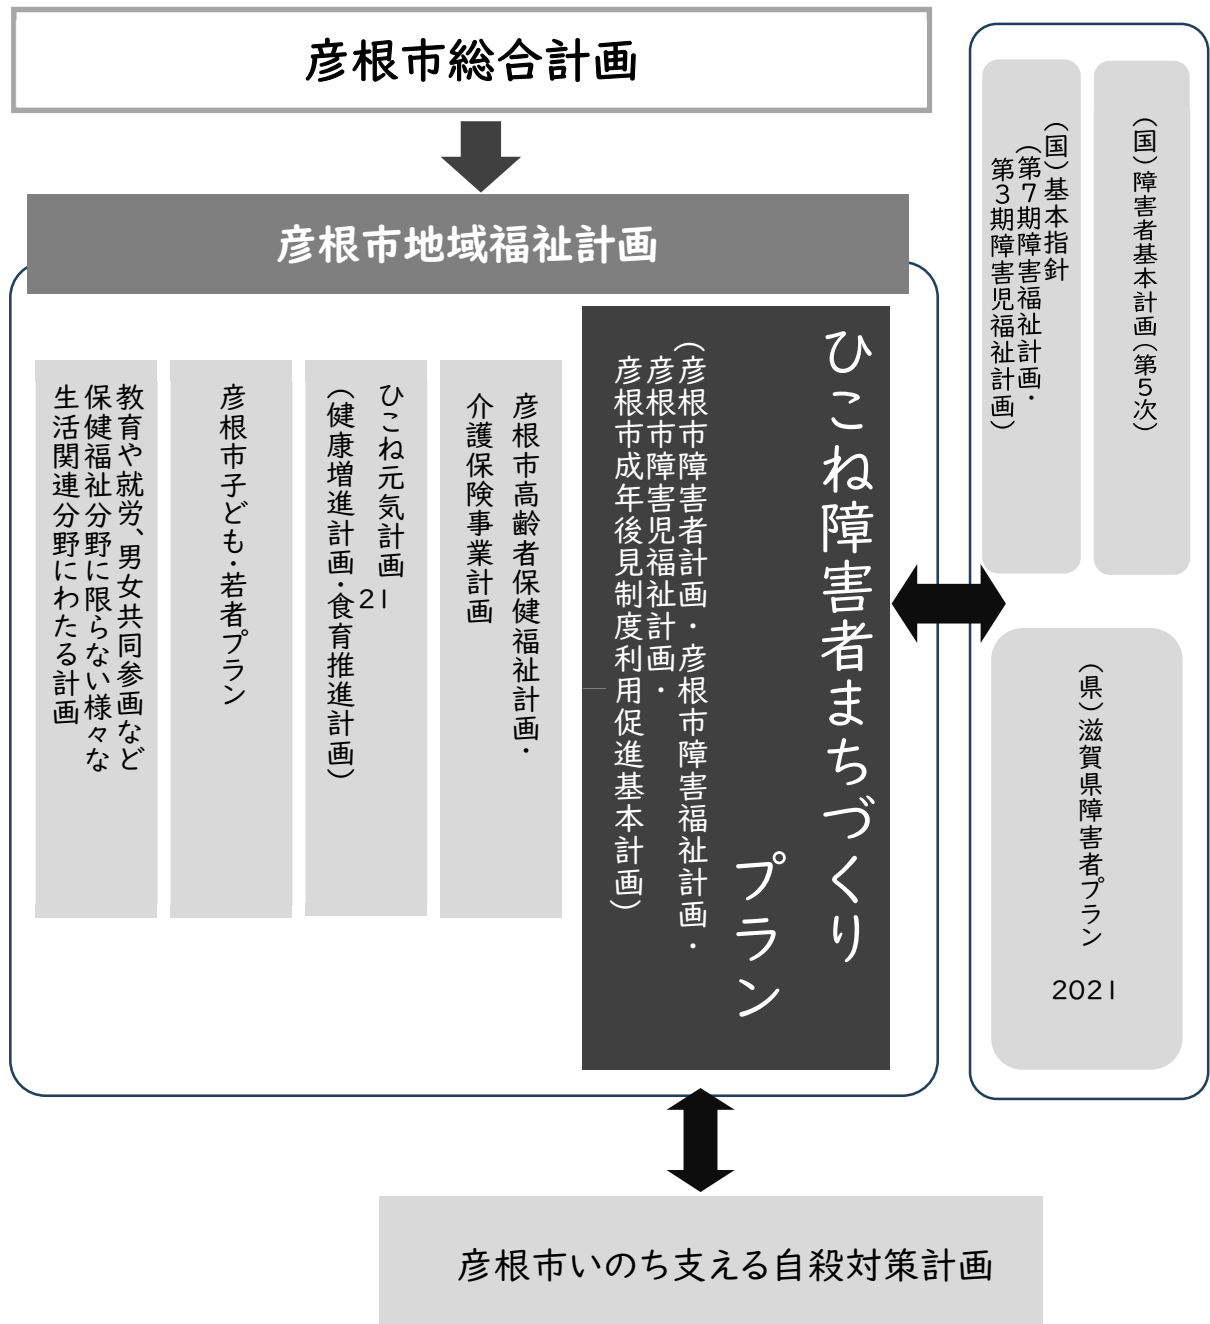 彦根市総合計画
彦根市地域福祉計画
ひこね障害者まちづくり
プラン
（彦根市障害者計画・彦根市障害福祉計画・
彦根市障害児福祉計画・
彦根市成年後見制度利用促進基本計画）
彦根市高齢者保健福祉計画・
介護保険事業計画
ひこね元気計画21
（健康増進計画・食育推進計画）
彦根市子ども・若者プラン
教育や就労、男女共同参画など
保健福祉分野に限らない様々な
生活関連分野にわたる計画
（国）障害者基本計画（第5次）
（国）基本指針
（第7期障害福祉計画・
第3期障害児福祉計画）
（県）滋賀県障害者プラン
2021
彦根市いのち支える自殺対策計画